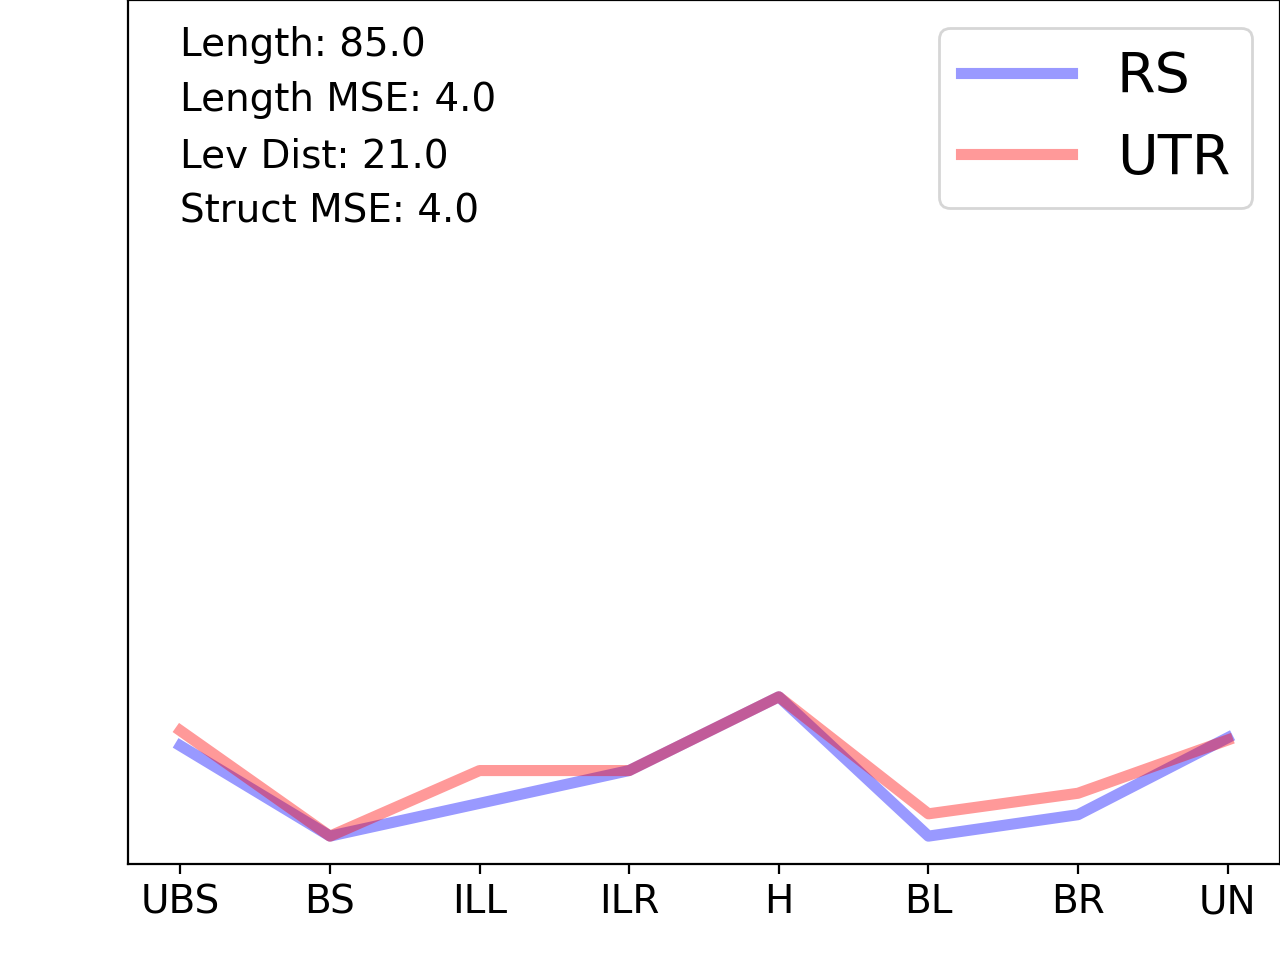 Length: 85.0
Length MSE: 4.0
Lev Dist: 21.0
Struct MSE: 4.0
RS
UTR
UBS BS ILL ILR H BL BR UN